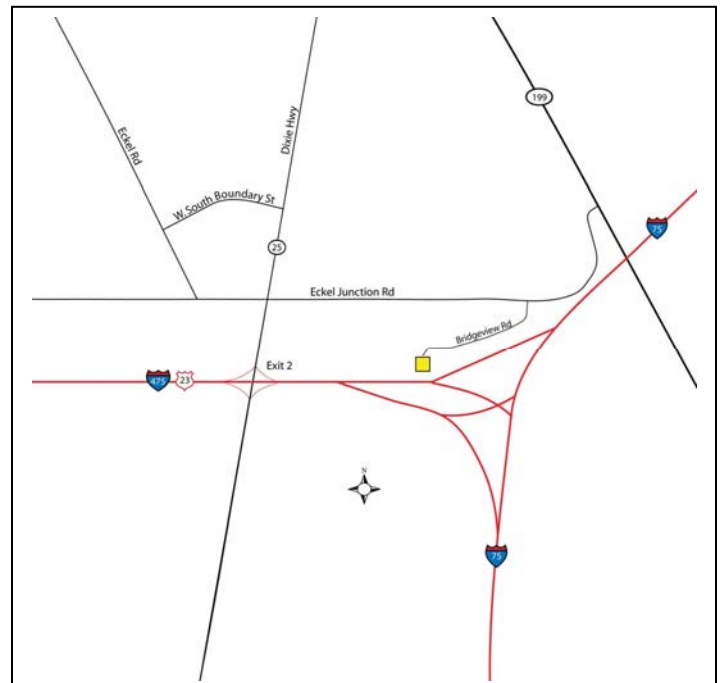 199
Eckel Rd
Dixie Hwy
W. South Boundary St
75
25
Eckel Junction Rd
Bridgeview Rd
Exit 2
475
23
N
75